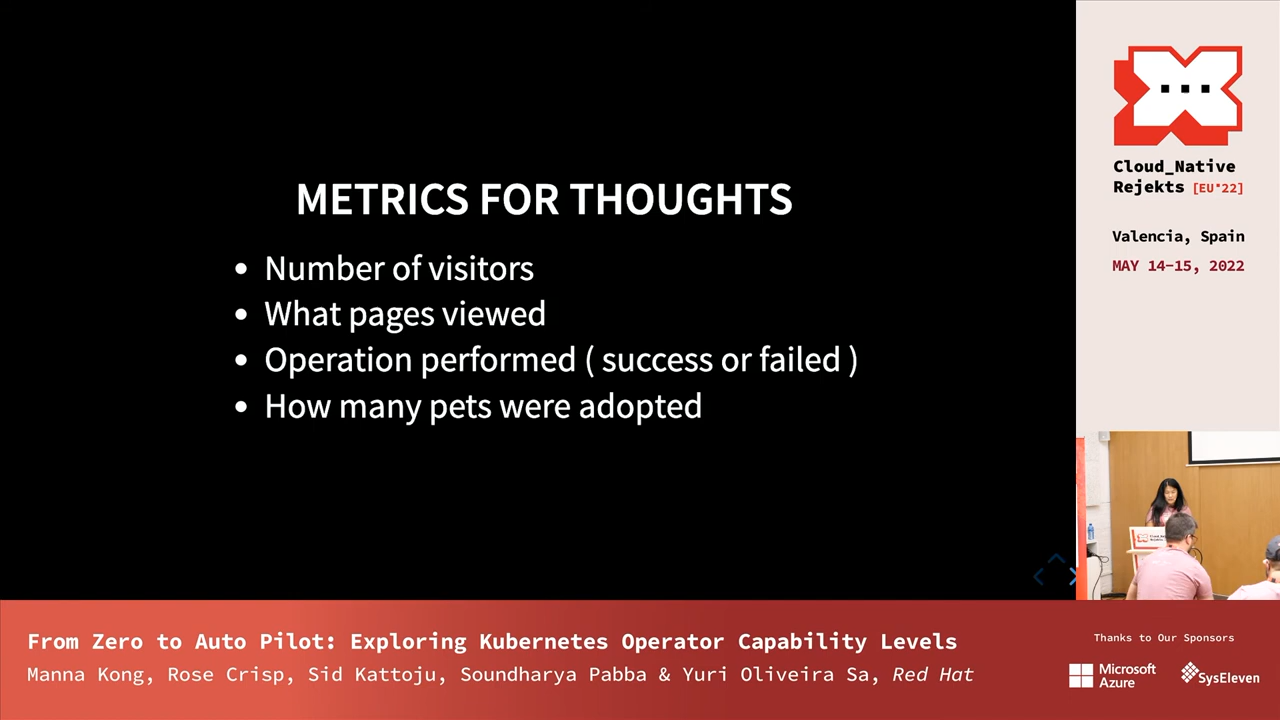 METRICS FOR THOUGHTS
• Number of visitors
• What pages viewed
• Operation performed ( success or failed )
• How many pets were adopted
Cloud_Native
Rejekts [EU'22]
Valencia, Spain
MAY 14-15, 2022
From Zero to Auto Pilot: Exploring Kubernetes Operator Capability Levels
Manna Kong, Rose Crisp, Sid Kattoju, Soundharya Pabba & Yuri Oliveira Sa, Red Hat
Thanks to Our Sponsors
Microsoft
Azure
SysEleven